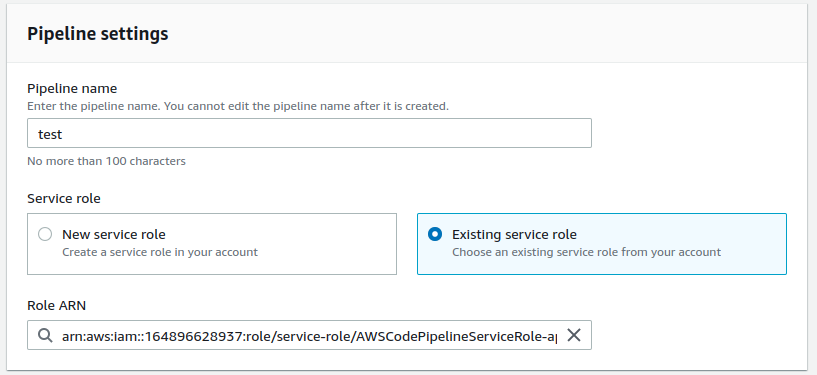 Pipeline settings
Pipeline name
Enter the pipeline name. You cannot edit the pipeline name after it is created.
test
No more than 100 characters
Service role
New service role
Create a service role in your account
Existing service role
Choose an existing service role from your account
Role ARN
arn:aws:iam::164896628937:role/service-role/AWSCodePipelineServiceRole-ap